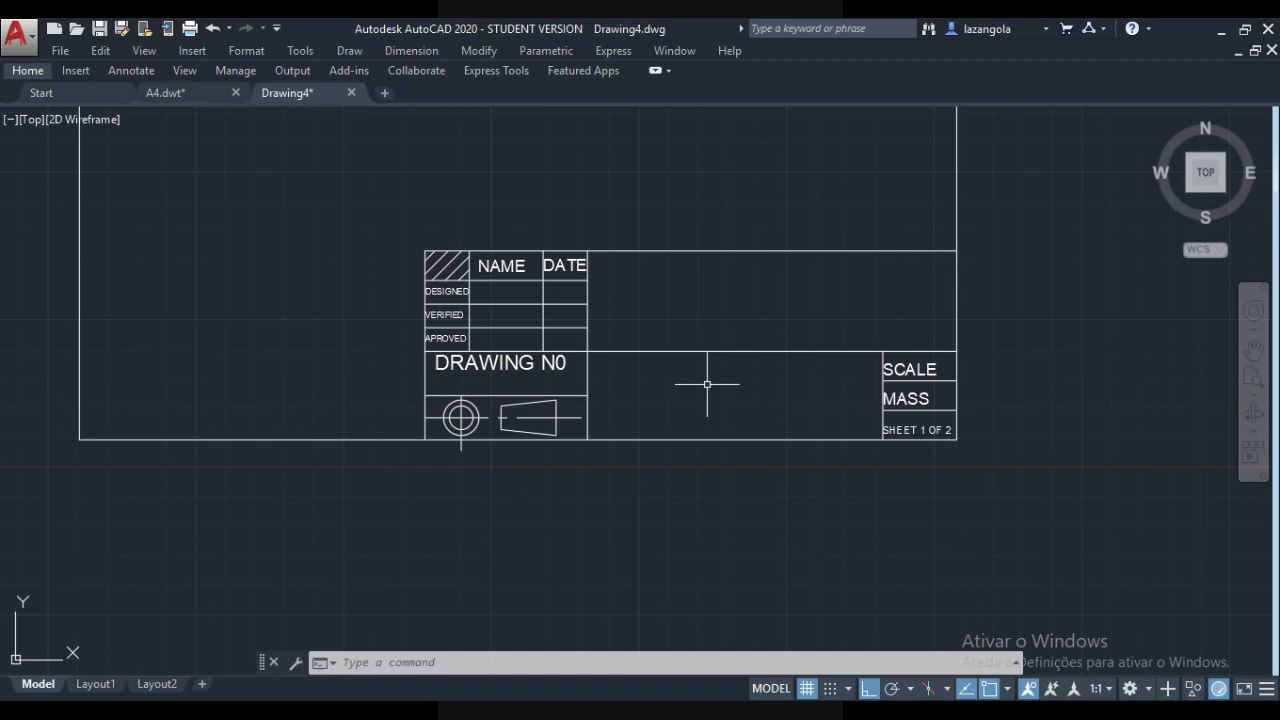 Autodesk AutoCAD 2020 - STUDENT VERSION Drawing4.dwg
Type a keyword or phrase
lazangola
File Edit View Insert Format Tools Draw Dimension Modify Parametric Express Window Help
Home Insert Annotate View Manage Output Add-ins Collaborate Express Tools Featured Apps
Start A4.dwt* Drawing4*
[−][Top][2D Wireframe]
N
W TOP E
S
WCS
NAME DATE
DESIGNED
VERIFIED
APROVED
DRAWING N0
SCALE
MASS
SHEET 1 OF 2
Y
X
Ativar o Windows
Aceda a Definições para ativar o Windows.
Type a command
Model Layout1 Layout2
MODEL 1:1